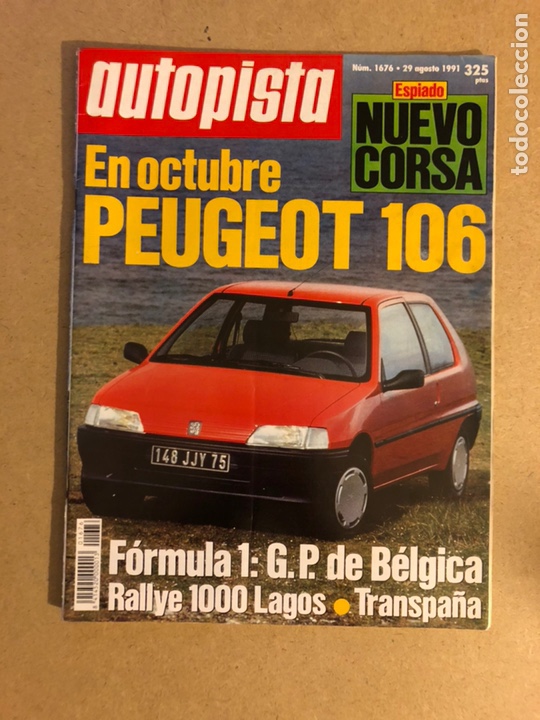 autopista
Núm. 1676 • 29 agosto 1991 325
ptas
Espiado
NUEVO
CORSA
En octubre
PEUGEOT 106
148 JJY 75
Fórmula 1: G.P. de Bélgica
Rallye 1000 Lagos • Transpaña
todocoleccion